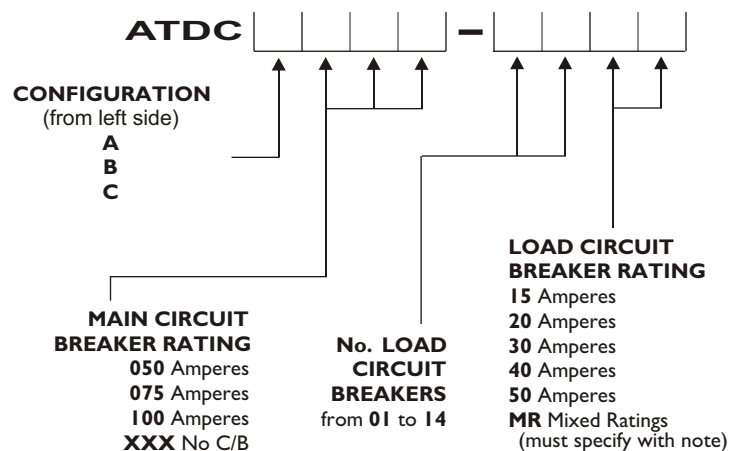 ATDC –
CONFIGURATION
(from left side)
A
B
C
MAIN CIRCUIT
BREAKER RATING
050 Amperes
075 Amperes
100 Amperes
XXX No C/B
No. LOAD
CIRCUIT
BREAKERS
from 01 to 14
LOAD CIRCUIT
BREAKER RATING
15 Amperes
20 Amperes
30 Amperes
40 Amperes
50 Amperes
MR Mixed Ratings
(must specify with note)